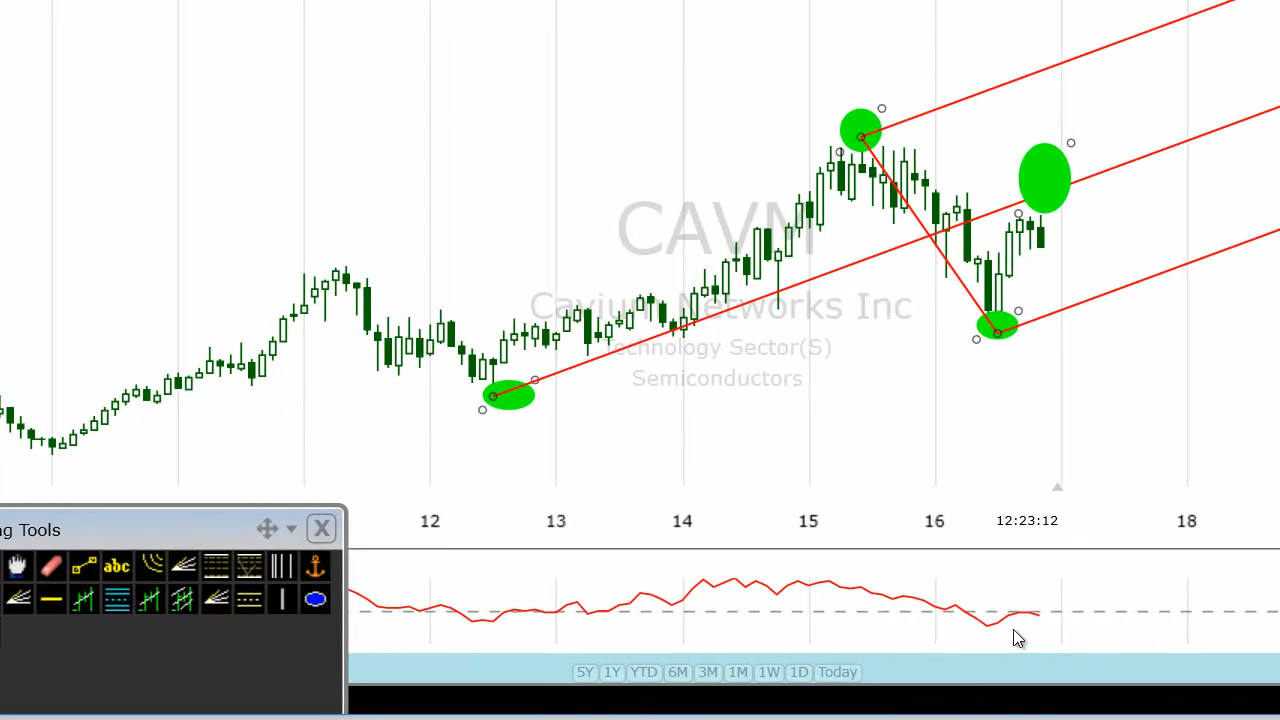 CAVM
Cavium Networks Inc
Technology Sector(S)
Semiconductors
12 13 14 15 16 12:23:12 18
ng Tools
X
abc
5Y 1Y YTD 6M 3M 1M 1W 1D Today